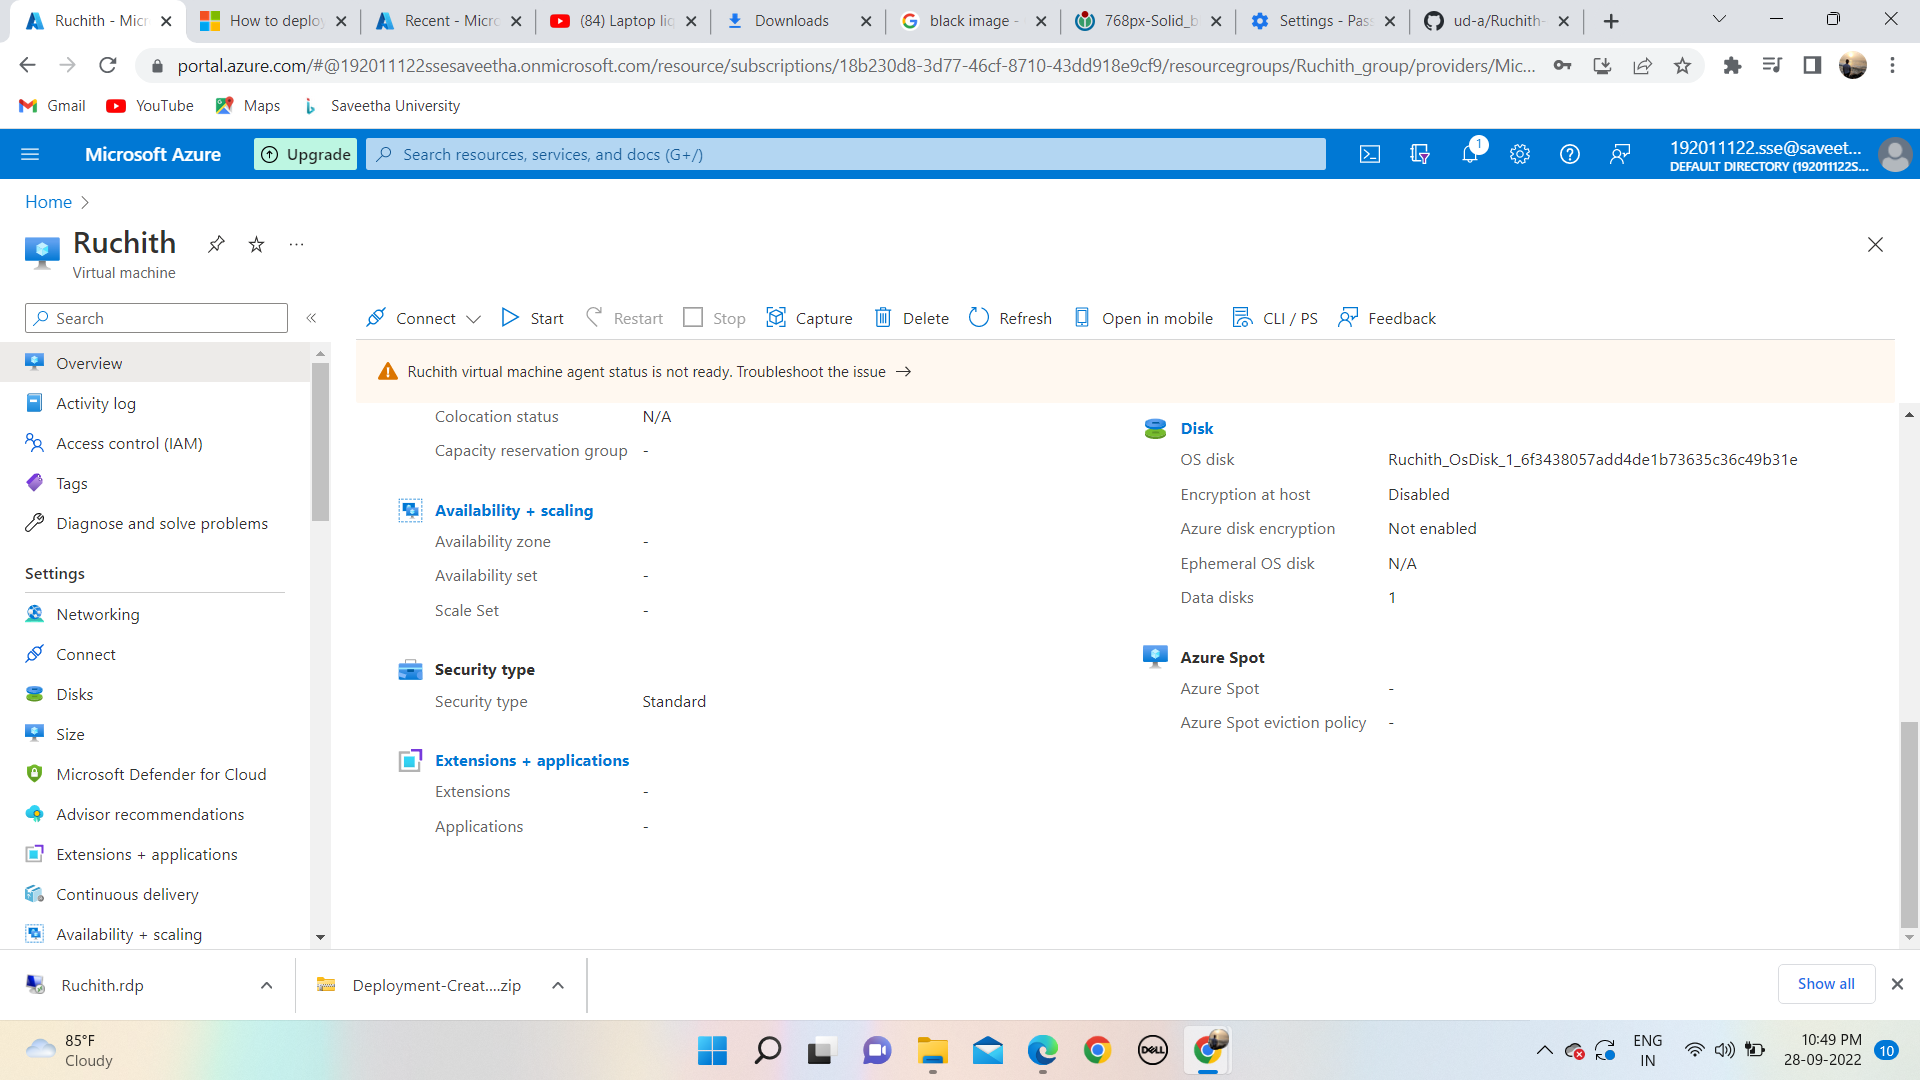 Ruchith - Micr
How to deploy
Recent - Micro
(84) Laptop liq
Downloads
black image -
768px-Solid_b
Settings - Pass
ud-a/Ruchith-
portal.azure.com/#@192011122ssesaveetha.onmicrosoft.com/resource/subscriptions/18b230d8-3d77-46cf-8710-43dd918e9cf9/resourcegroups/Ruchith_group/providers/Mic...
Gmail
YouTube
Maps
Saveetha University
Microsoft Azure
Upgrade
Search resources, services, and docs (G+/)
1
192011122.sse@saveet...
DEFAULT DIRECTORY (192011122S...
Home
Ruchith
Virtual machine
Search
Connect
Start
Restart
Stop
Capture
Delete
Refresh
Open in mobile
CLI / PS
Feedback
Ruchith virtual machine agent status is not ready. Troubleshoot the issue →
Overview
Activity log
Access control (IAM)
Tags
Diagnose and solve problems
Settings
Networking
Connect
Disks
Size
Microsoft Defender for Cloud
Advisor recommendations
Extensions + applications
Continuous delivery
Availability + scaling
Colocation status N/A
Capacity reservation group -
Availability + scaling
Availability zone -
Availability set -
Scale Set -
Security type
Security type Standard
Extensions + applications
Extensions -
Applications -
Disk
OS disk Ruchith_OsDisk_1_6f3438057add4de1b73635c36c49b31e
Encryption at host Disabled
Azure disk encryption Not enabled
Ephemeral OS disk N/A
Data disks 1
Azure Spot
Azure Spot -
Azure Spot eviction policy -
Ruchith.rdp
Deployment-Creat....zip
Show all
85°F
Cloudy
DELL
ENG
IN
10:49 PM
28-09-2022
10